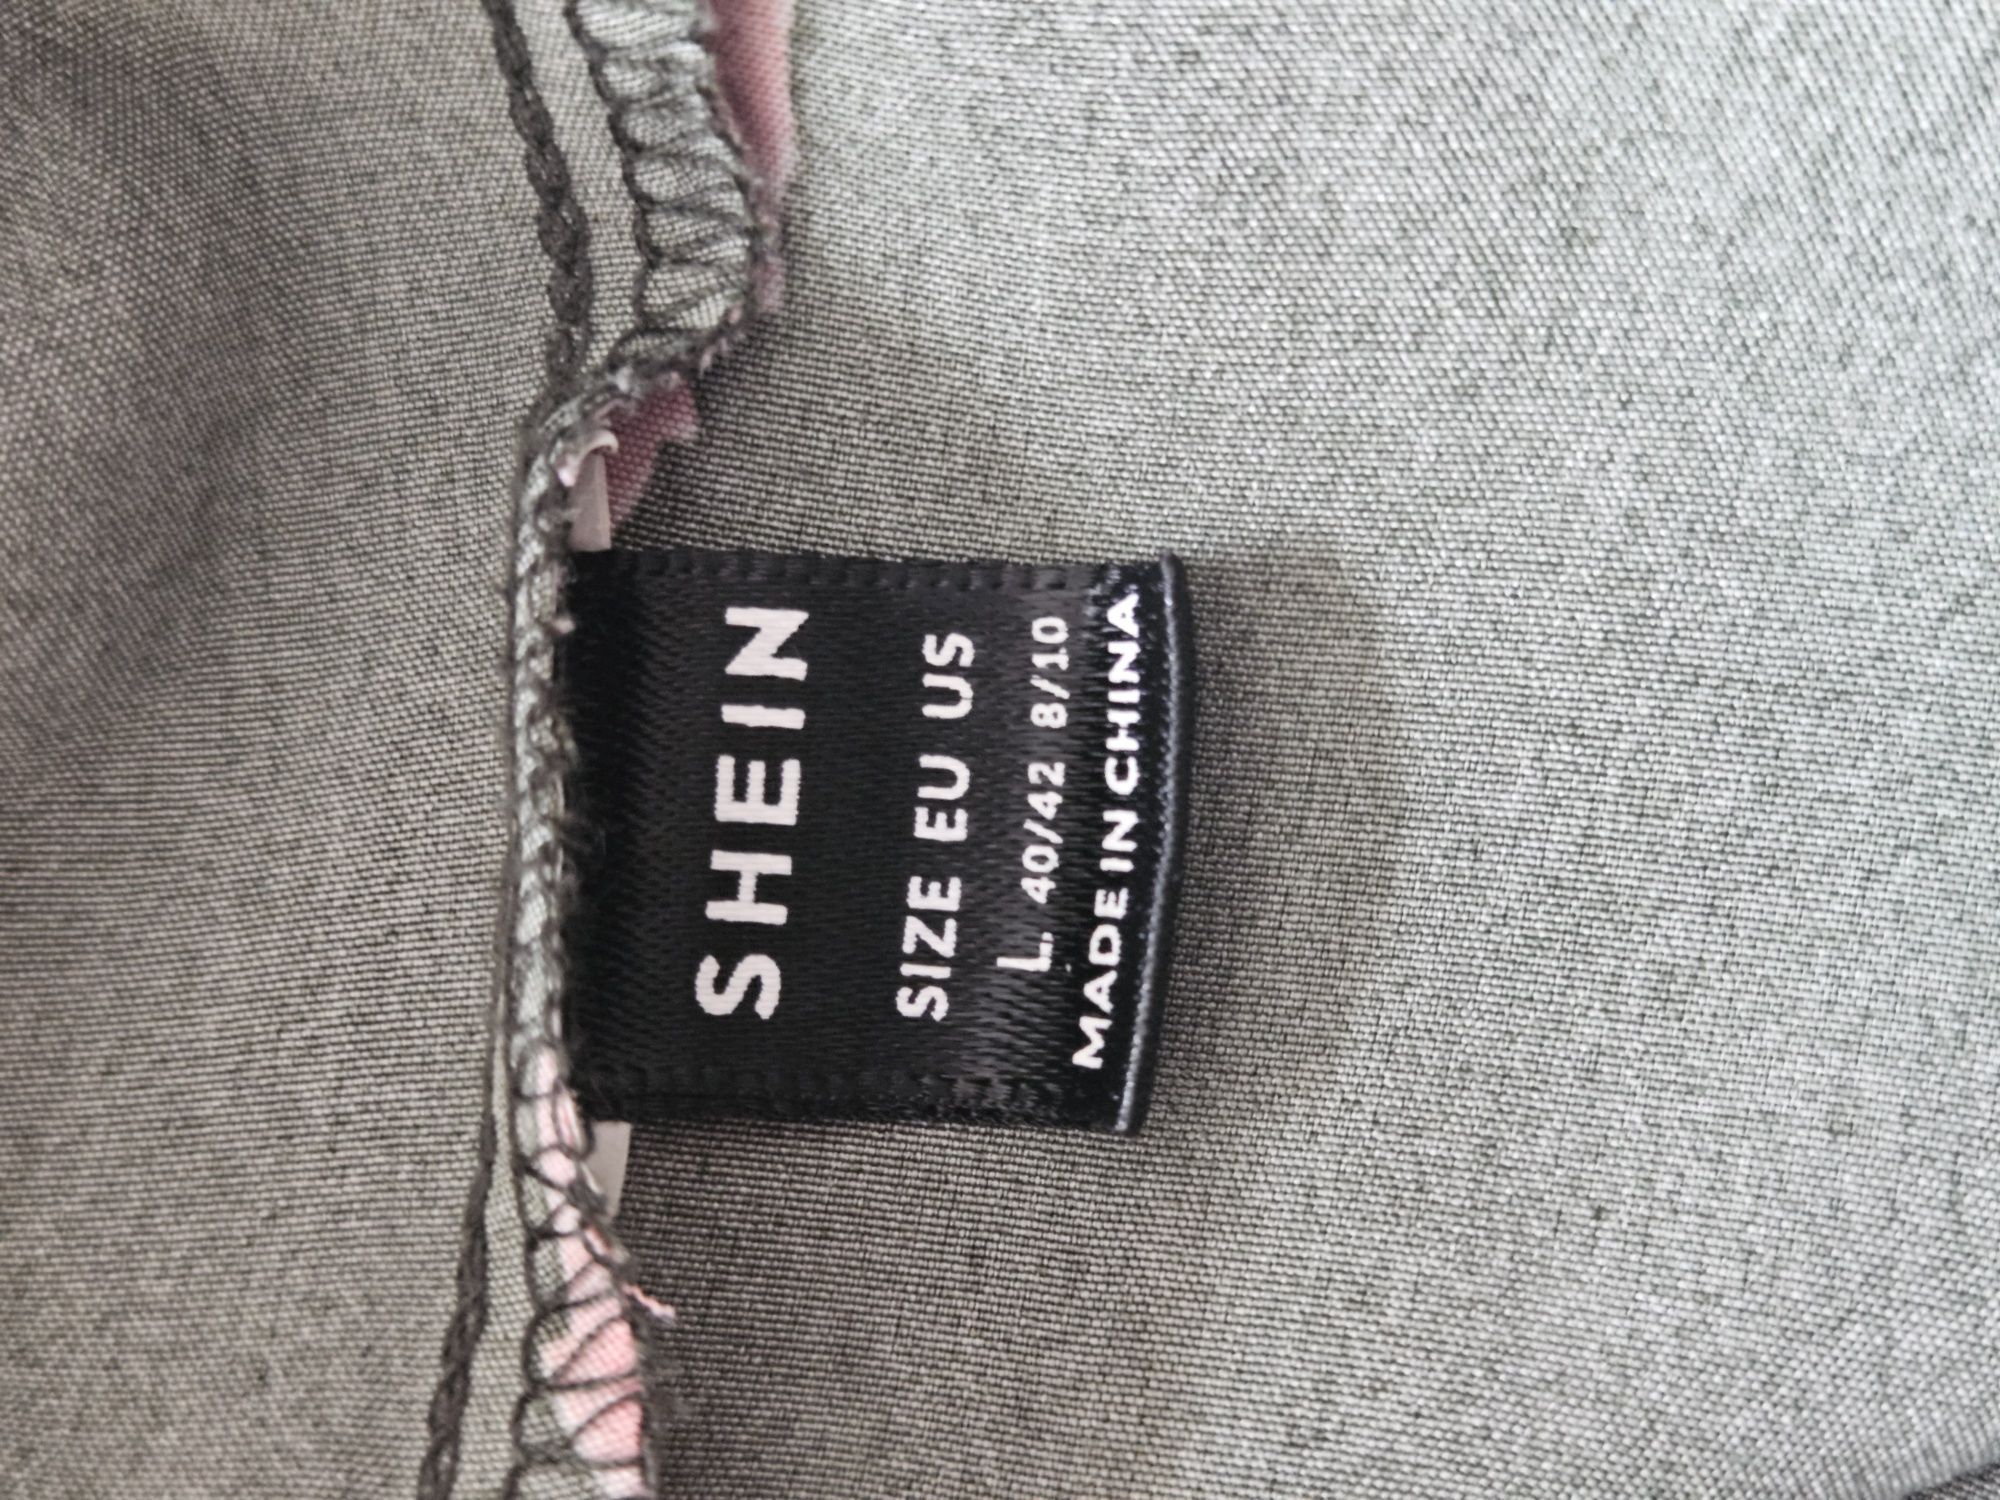 SHEIN
SIZE EU US
L. 40/42 8/10
MADE IN CHINA